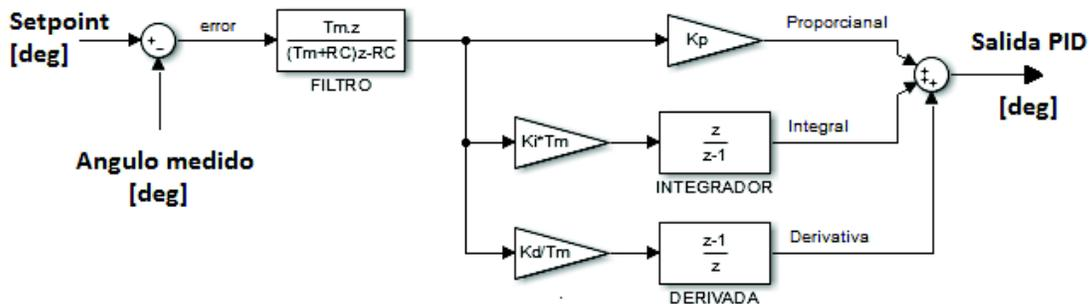 Setpoint
[deg]
error
+-
Tm.z
(Tm+RC)z-RC
FILTRO
Angulo medido
[deg]
Kp
Proporcianal
Ki*Tm
z
z-1
INTEGRADOR
Integral
Kd/Tm
z-1
z
DERIVADA
Derivativa
+
+
+
Salida PID
[deg]